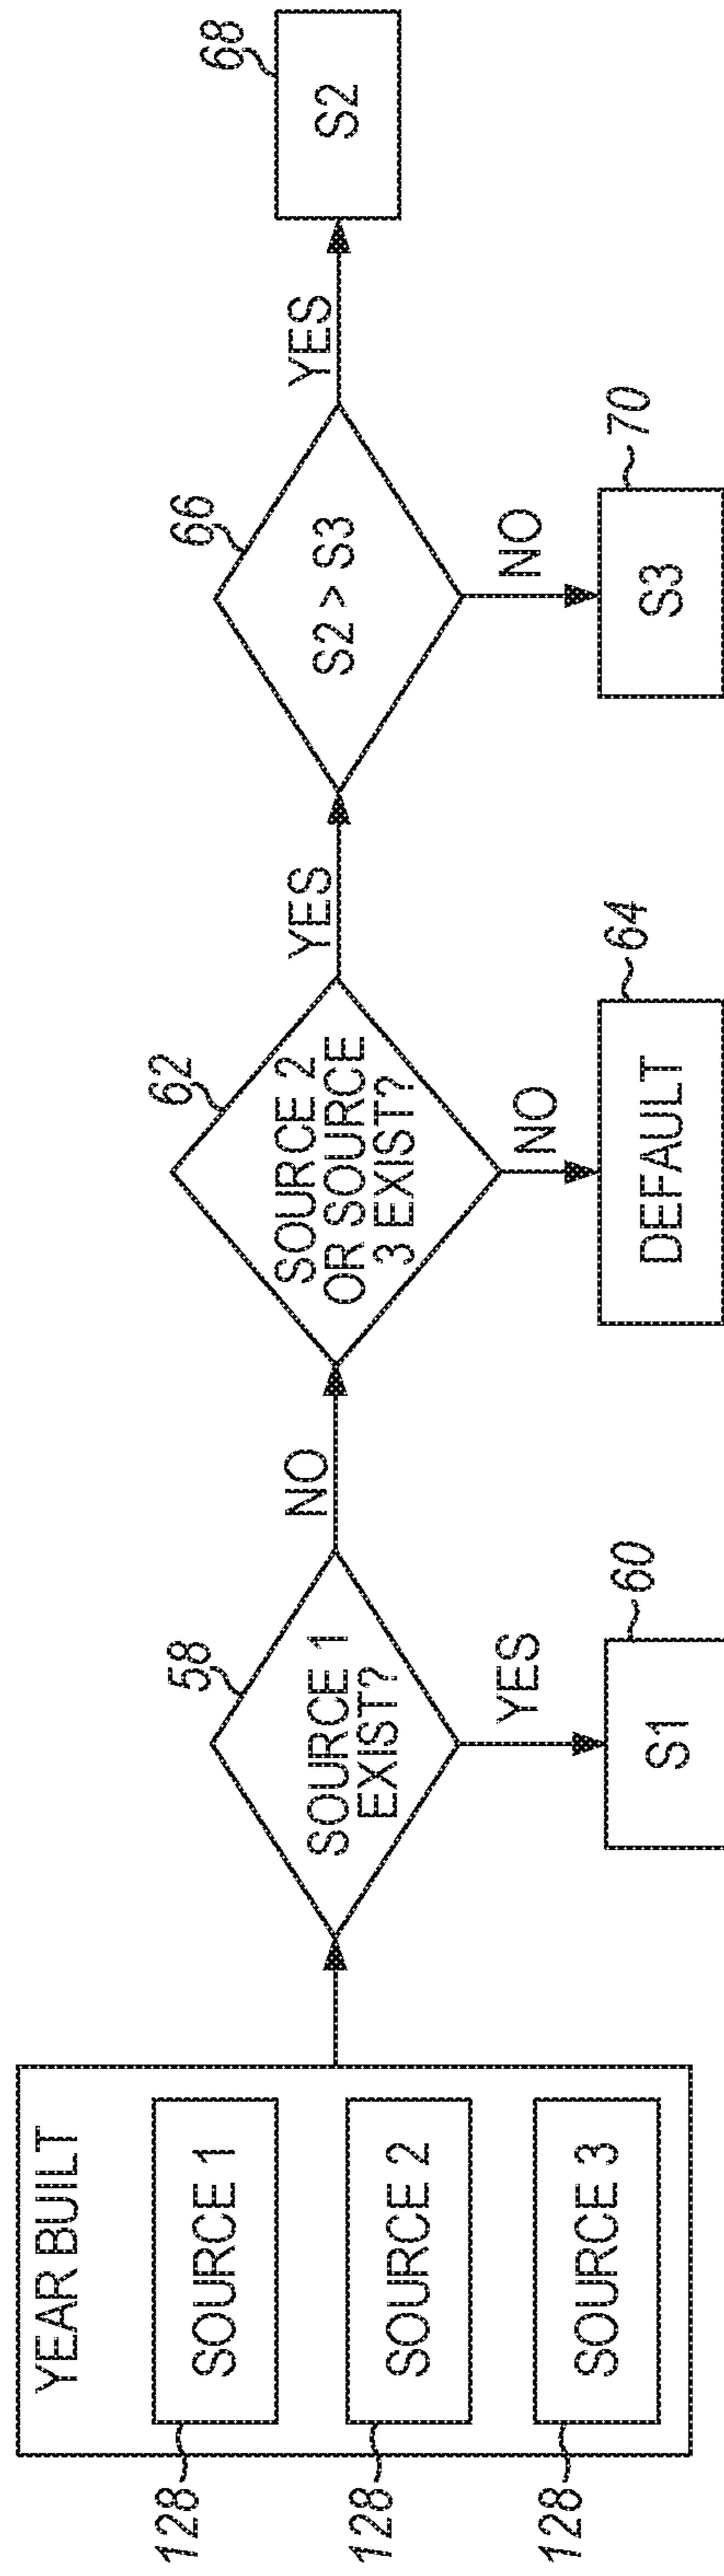 YEAR BUILT
128
SOURCE 1
128
SOURCE 2
128
SOURCE 3
58
SOURCE 1
EXIST?
YES
60
S1
NO
62
SOURCE 2
OR SOURCE
3 EXIST?
NO
64
DEFAULT
YES
66
S2 > S3
NO
70
S3
YES
68
S2